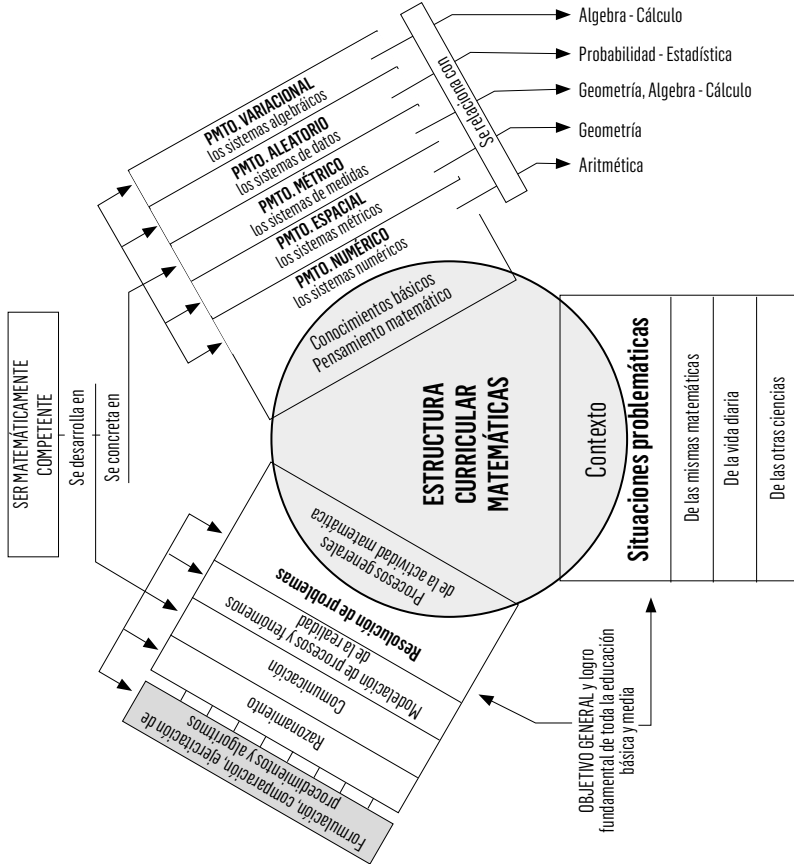 SER MATEMÁTICAMENTE
COMPETENTE
Se desarrolla en
Se concreta en
PMTO. VARIACIONAL
los sistemas algebráicos
PMTO. ALEATORIO
los sistemas de datos
PMTO. MÉTRICO
los sistemas de medidas
PMTO. ESPACIAL
los sistemas métricos
PMTO. NUMÉRICO
los sistemas numéricos
Conocimientos básicos
Pensamiento matemático
Se relaciona con
Algebra - Cálculo
Probabilidad - Estadística
Geometría, Algebra - Cálculo
Geometría
Aritmética
ESTRUCTURA
CURRICULAR
MATEMÁTICAS
Procesos generales
de la actividad matemática
Resolución de problemas
Modelación de procesos y fenómenos
de la realidad
Comunicación
Razonamiento
Formulación, comparación, ejercitación de
procedimientos y algoritmos
Contexto
Situaciones problemáticas
De las mismas matemáticas
De la vida diaria
De las otras ciencias
OBJETIVO GENERAL y logro
fundamental de toda la educación
básica y media